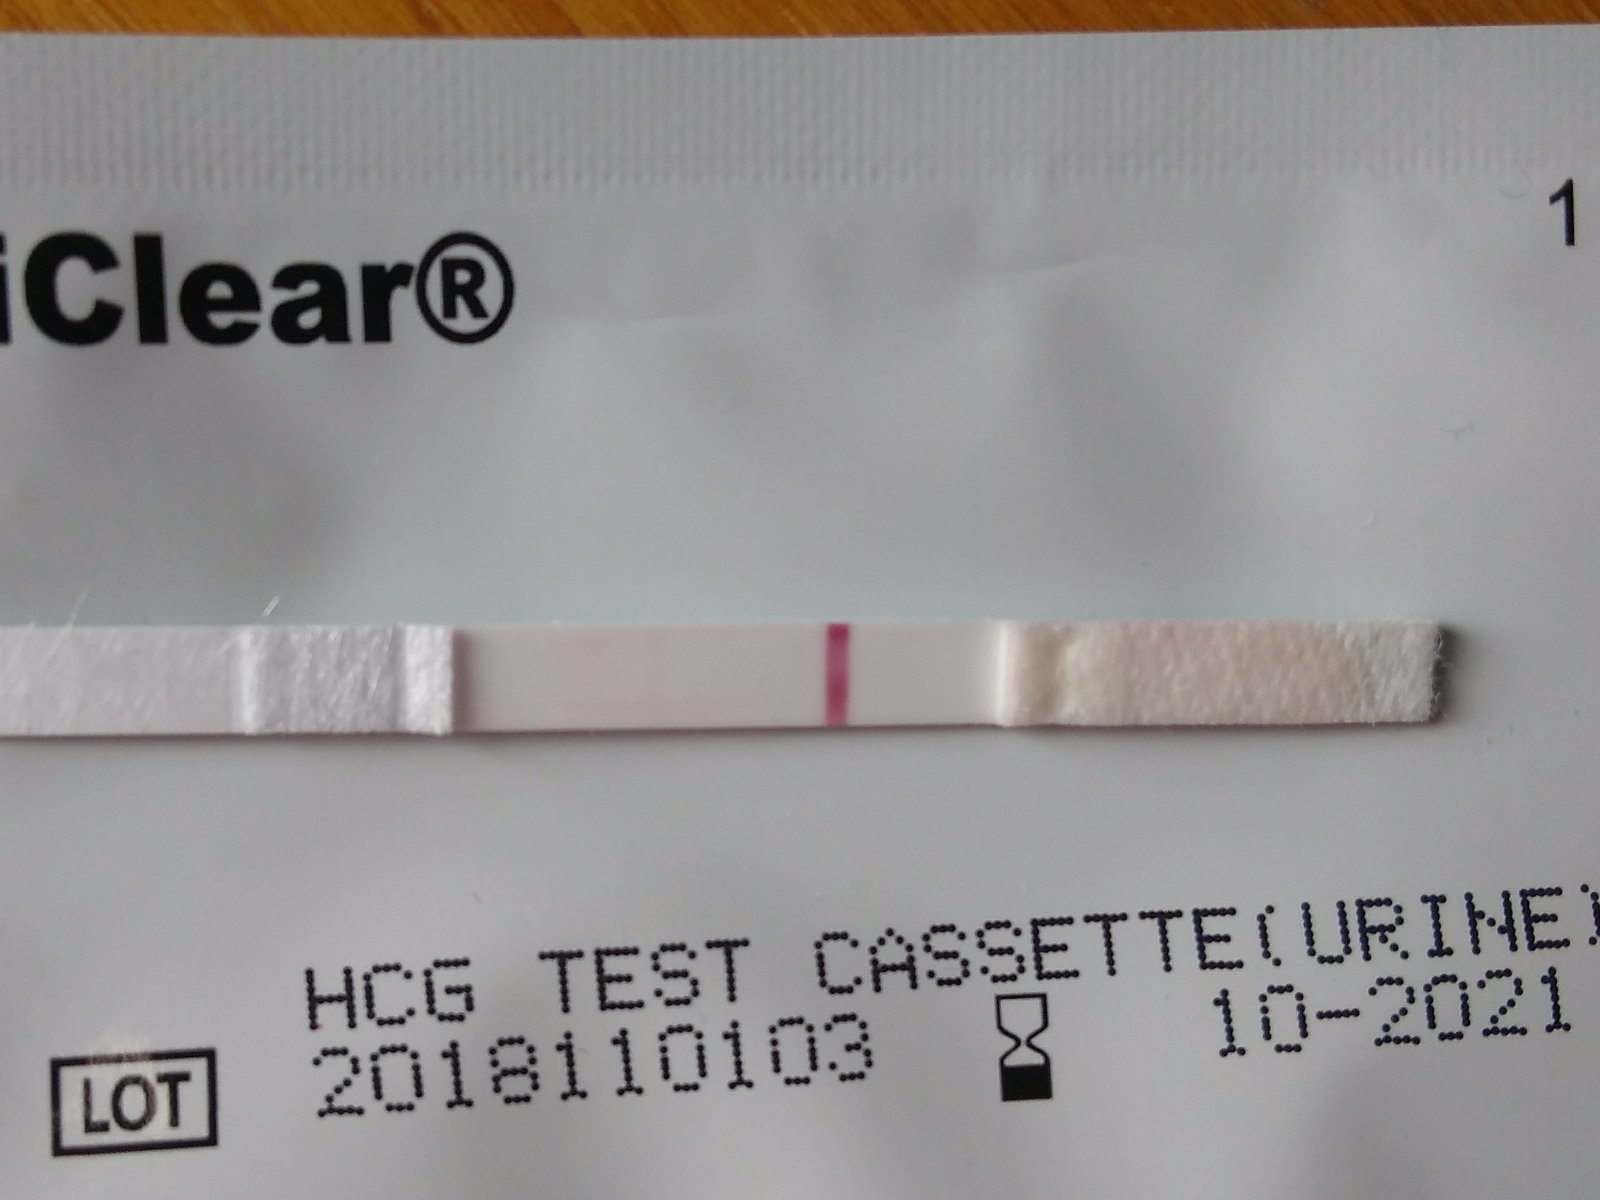 iClear®
1
HCG TEST CASSETTE(URINE)
LOT 2018110103 10-2021